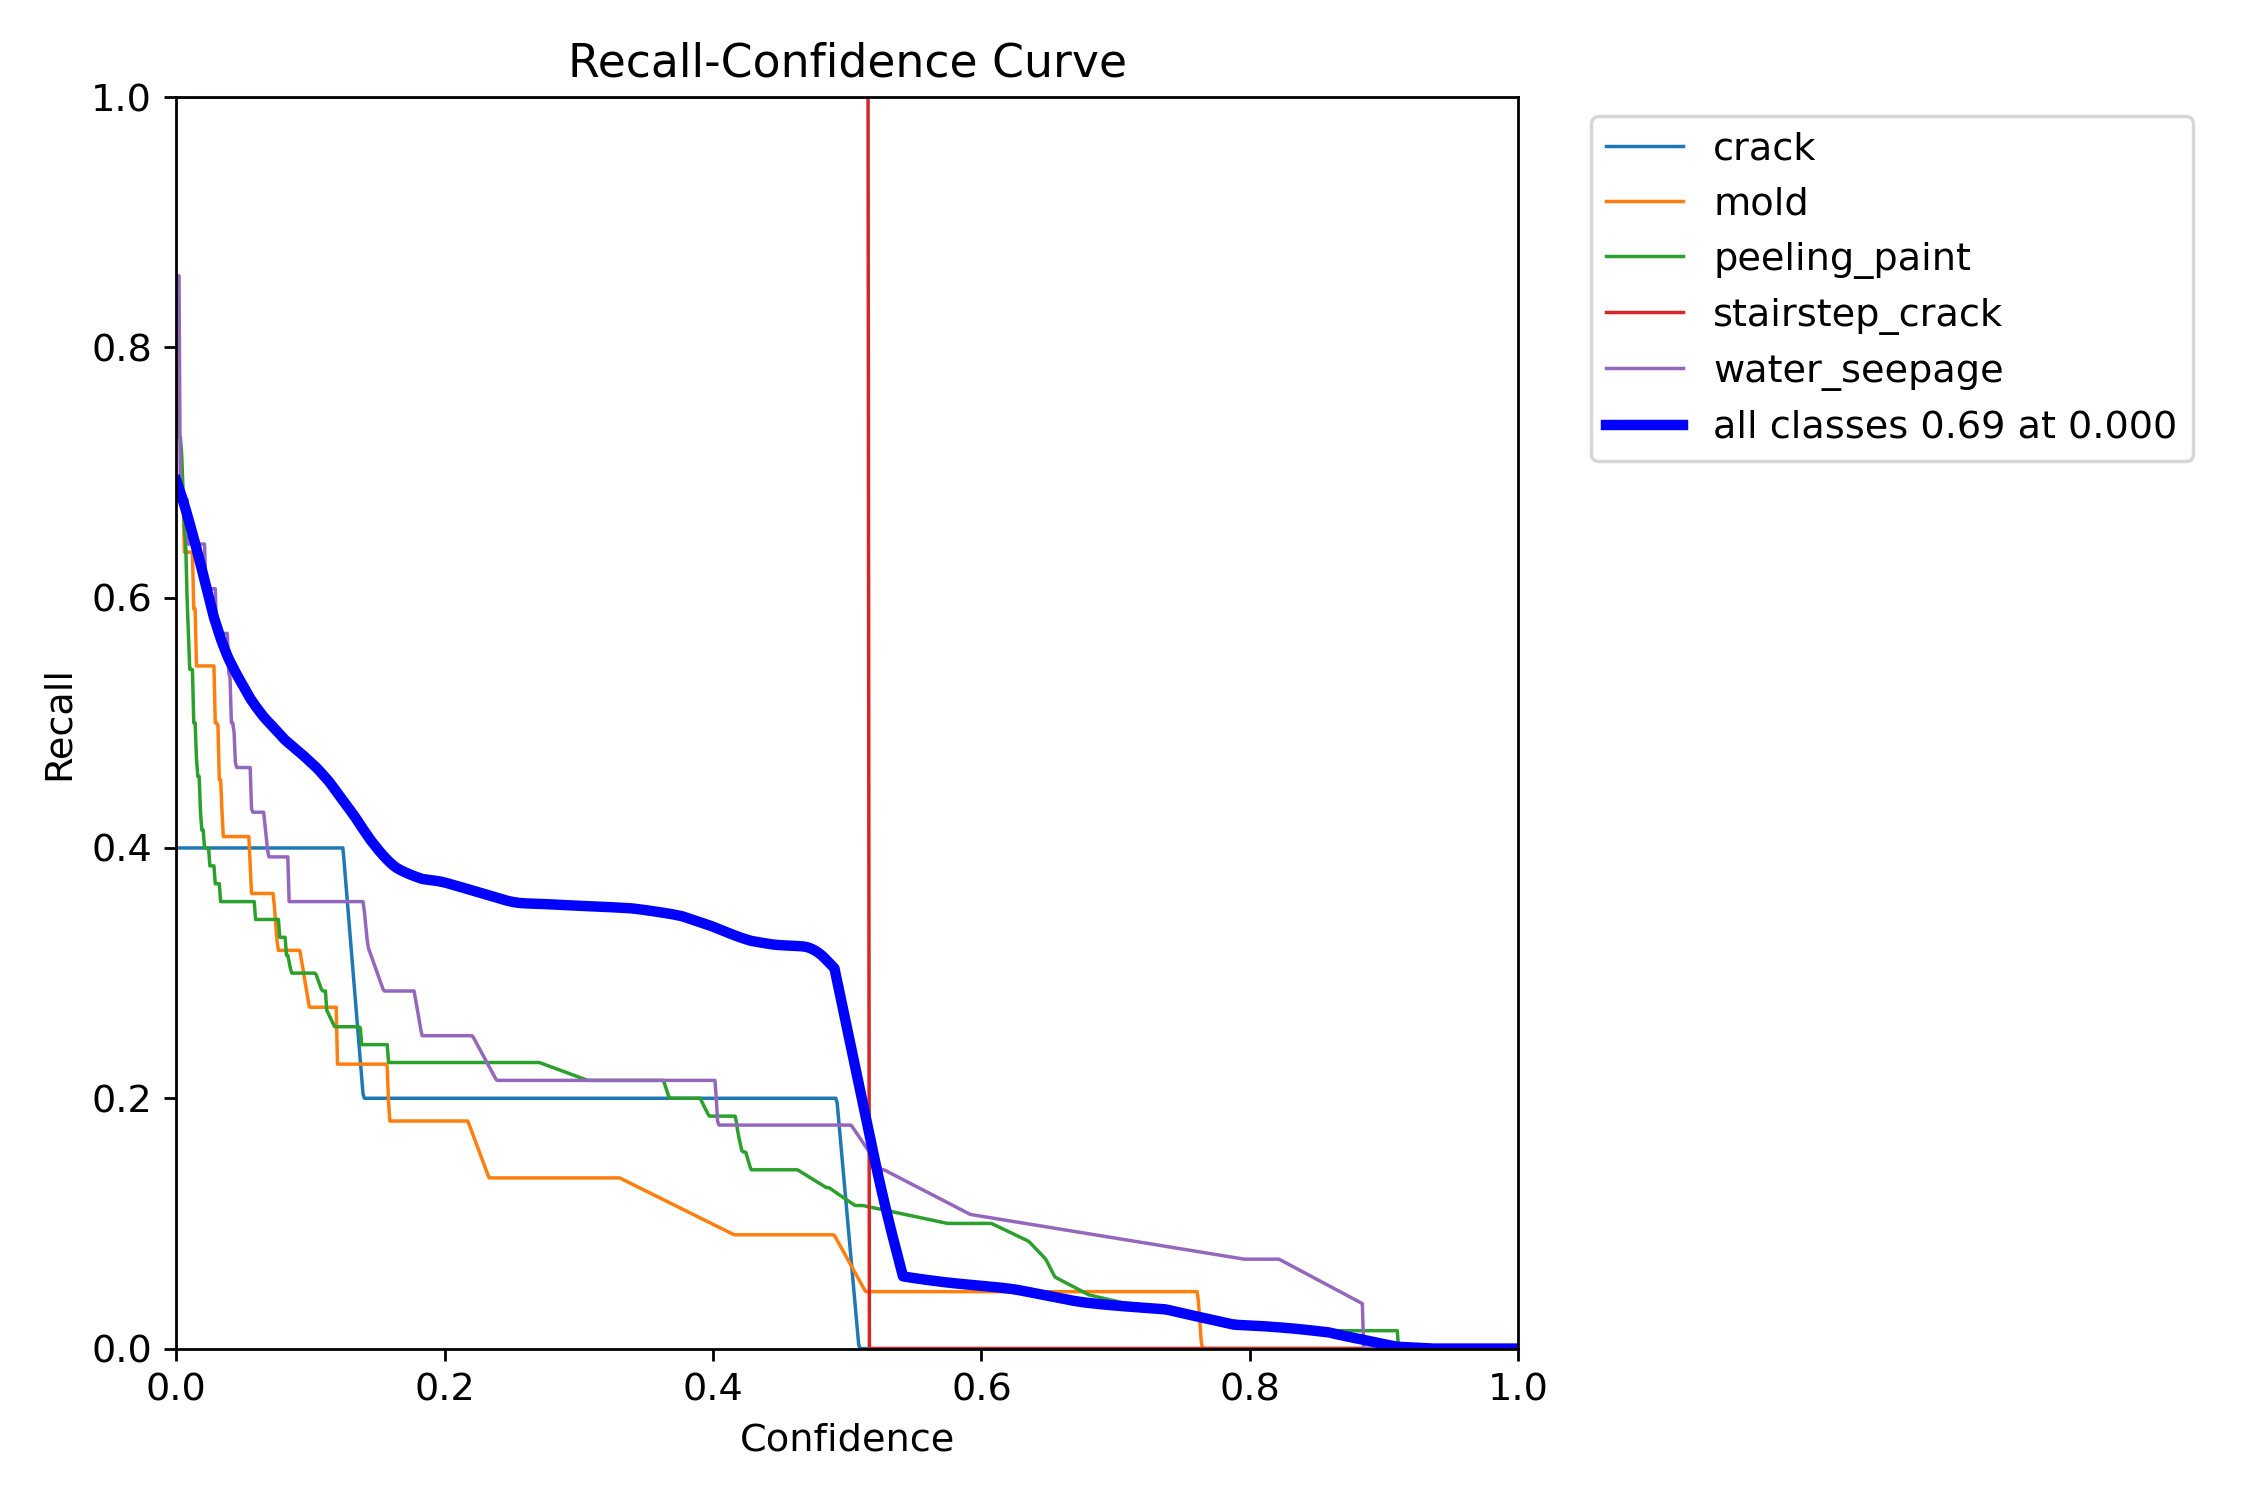 Recall-Confidence Curve
1.0
0.8
0.6
0.4
0.2
0.0
Recall
0.0 0.2 0.4 0.6 0.8 1.0
Confidence
crack
mold
peeling_paint
stairstep_crack
water_seepage
all classes 0.69 at 0.000